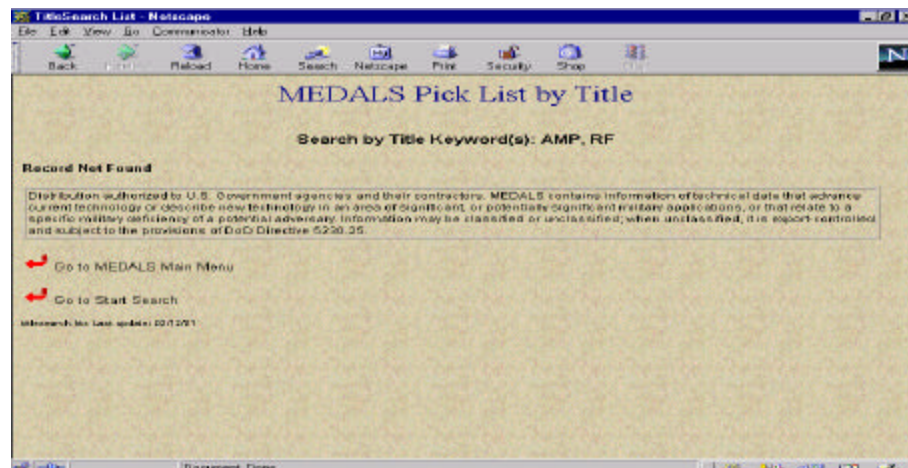 TitleSearch List - Netscape
File Edit View Go Communicator Help
Back Reload Home Search Netscape Print Security Shop
N
MEDALS Pick List by Title
Search by Title Keyword(s): AMP, RF
Record Not Found
Distribution authorized to U.S. Government agencies and their contractors. MEDALS contains information of technical data that advance
current technology or describe new technology in an area of significant or potentially significant military applications, or that relate to a
specific military deficiency of a potential adversary. Information may be classified or unclassified; when unclassified, it is export-controlled
and subject to the provisions of DoD Directive 5230.25.
Go to MEDALS Main Menu
Go to Start Search
Last update:
Document: Done